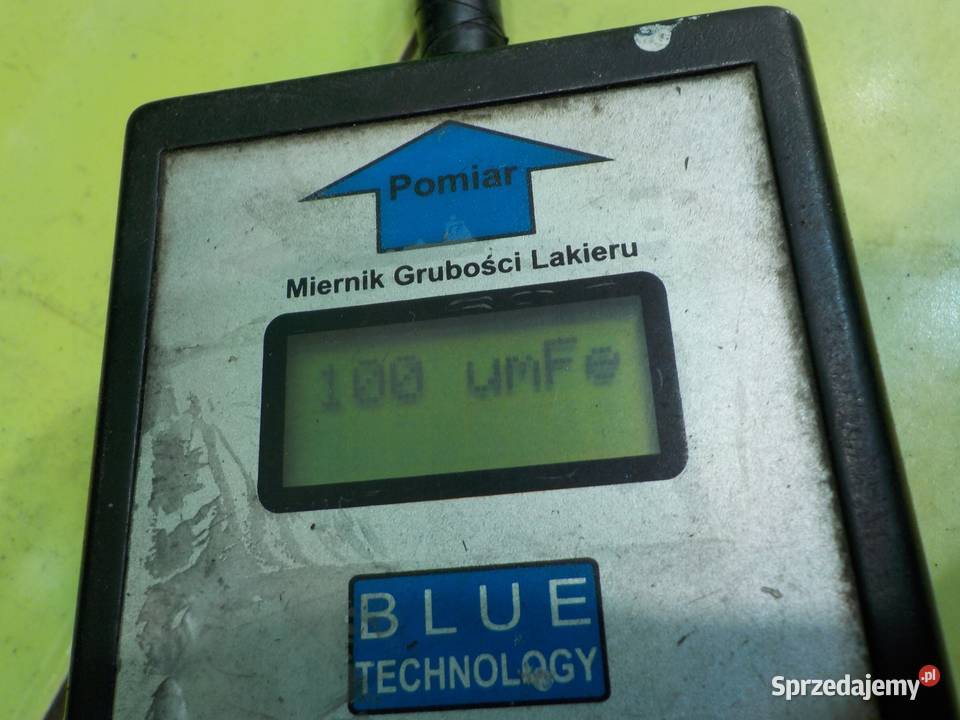 Pomiar
Miernik Grubości Lakieru
100 umFe
BLUE
TECHNOLOGY
Sprzedajemy.pl